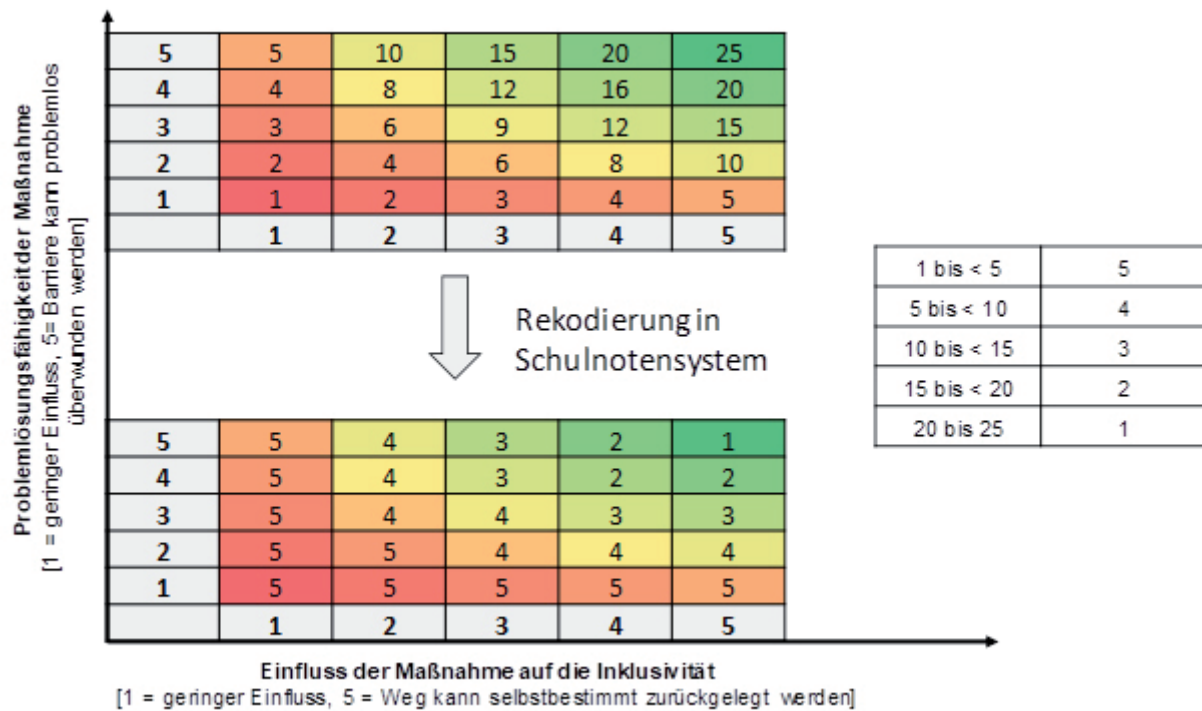 Problemlösungsfähigkeit der Maßnahme
[1 = geringer Einfluss, 5= Barriere kann problemlos
überwunden werden]
5 5 10 15 20 25
4 4 8 12 16 20
3 3 6 9 12 15
2 2 4 6 8 10
1 1 2 3 4 5
1 2 3 4 5
Rekodierung in
Schulnotensystem
1 bis < 5 5
5 bis < 10 4
10 bis < 15 3
15 bis < 20 2
20 bis 25 1
5 5 4 3 2 1
4 5 4 3 2 2
3 5 4 4 3 3
2 5 5 4 4 4
1 5 5 5 5 5
1 2 3 4 5
Einfluss der Maßnahme auf die Inklusivität
[1 = geringer Einfluss, 5 = Weg kann selbstbestimmt zurückgelegt werden]